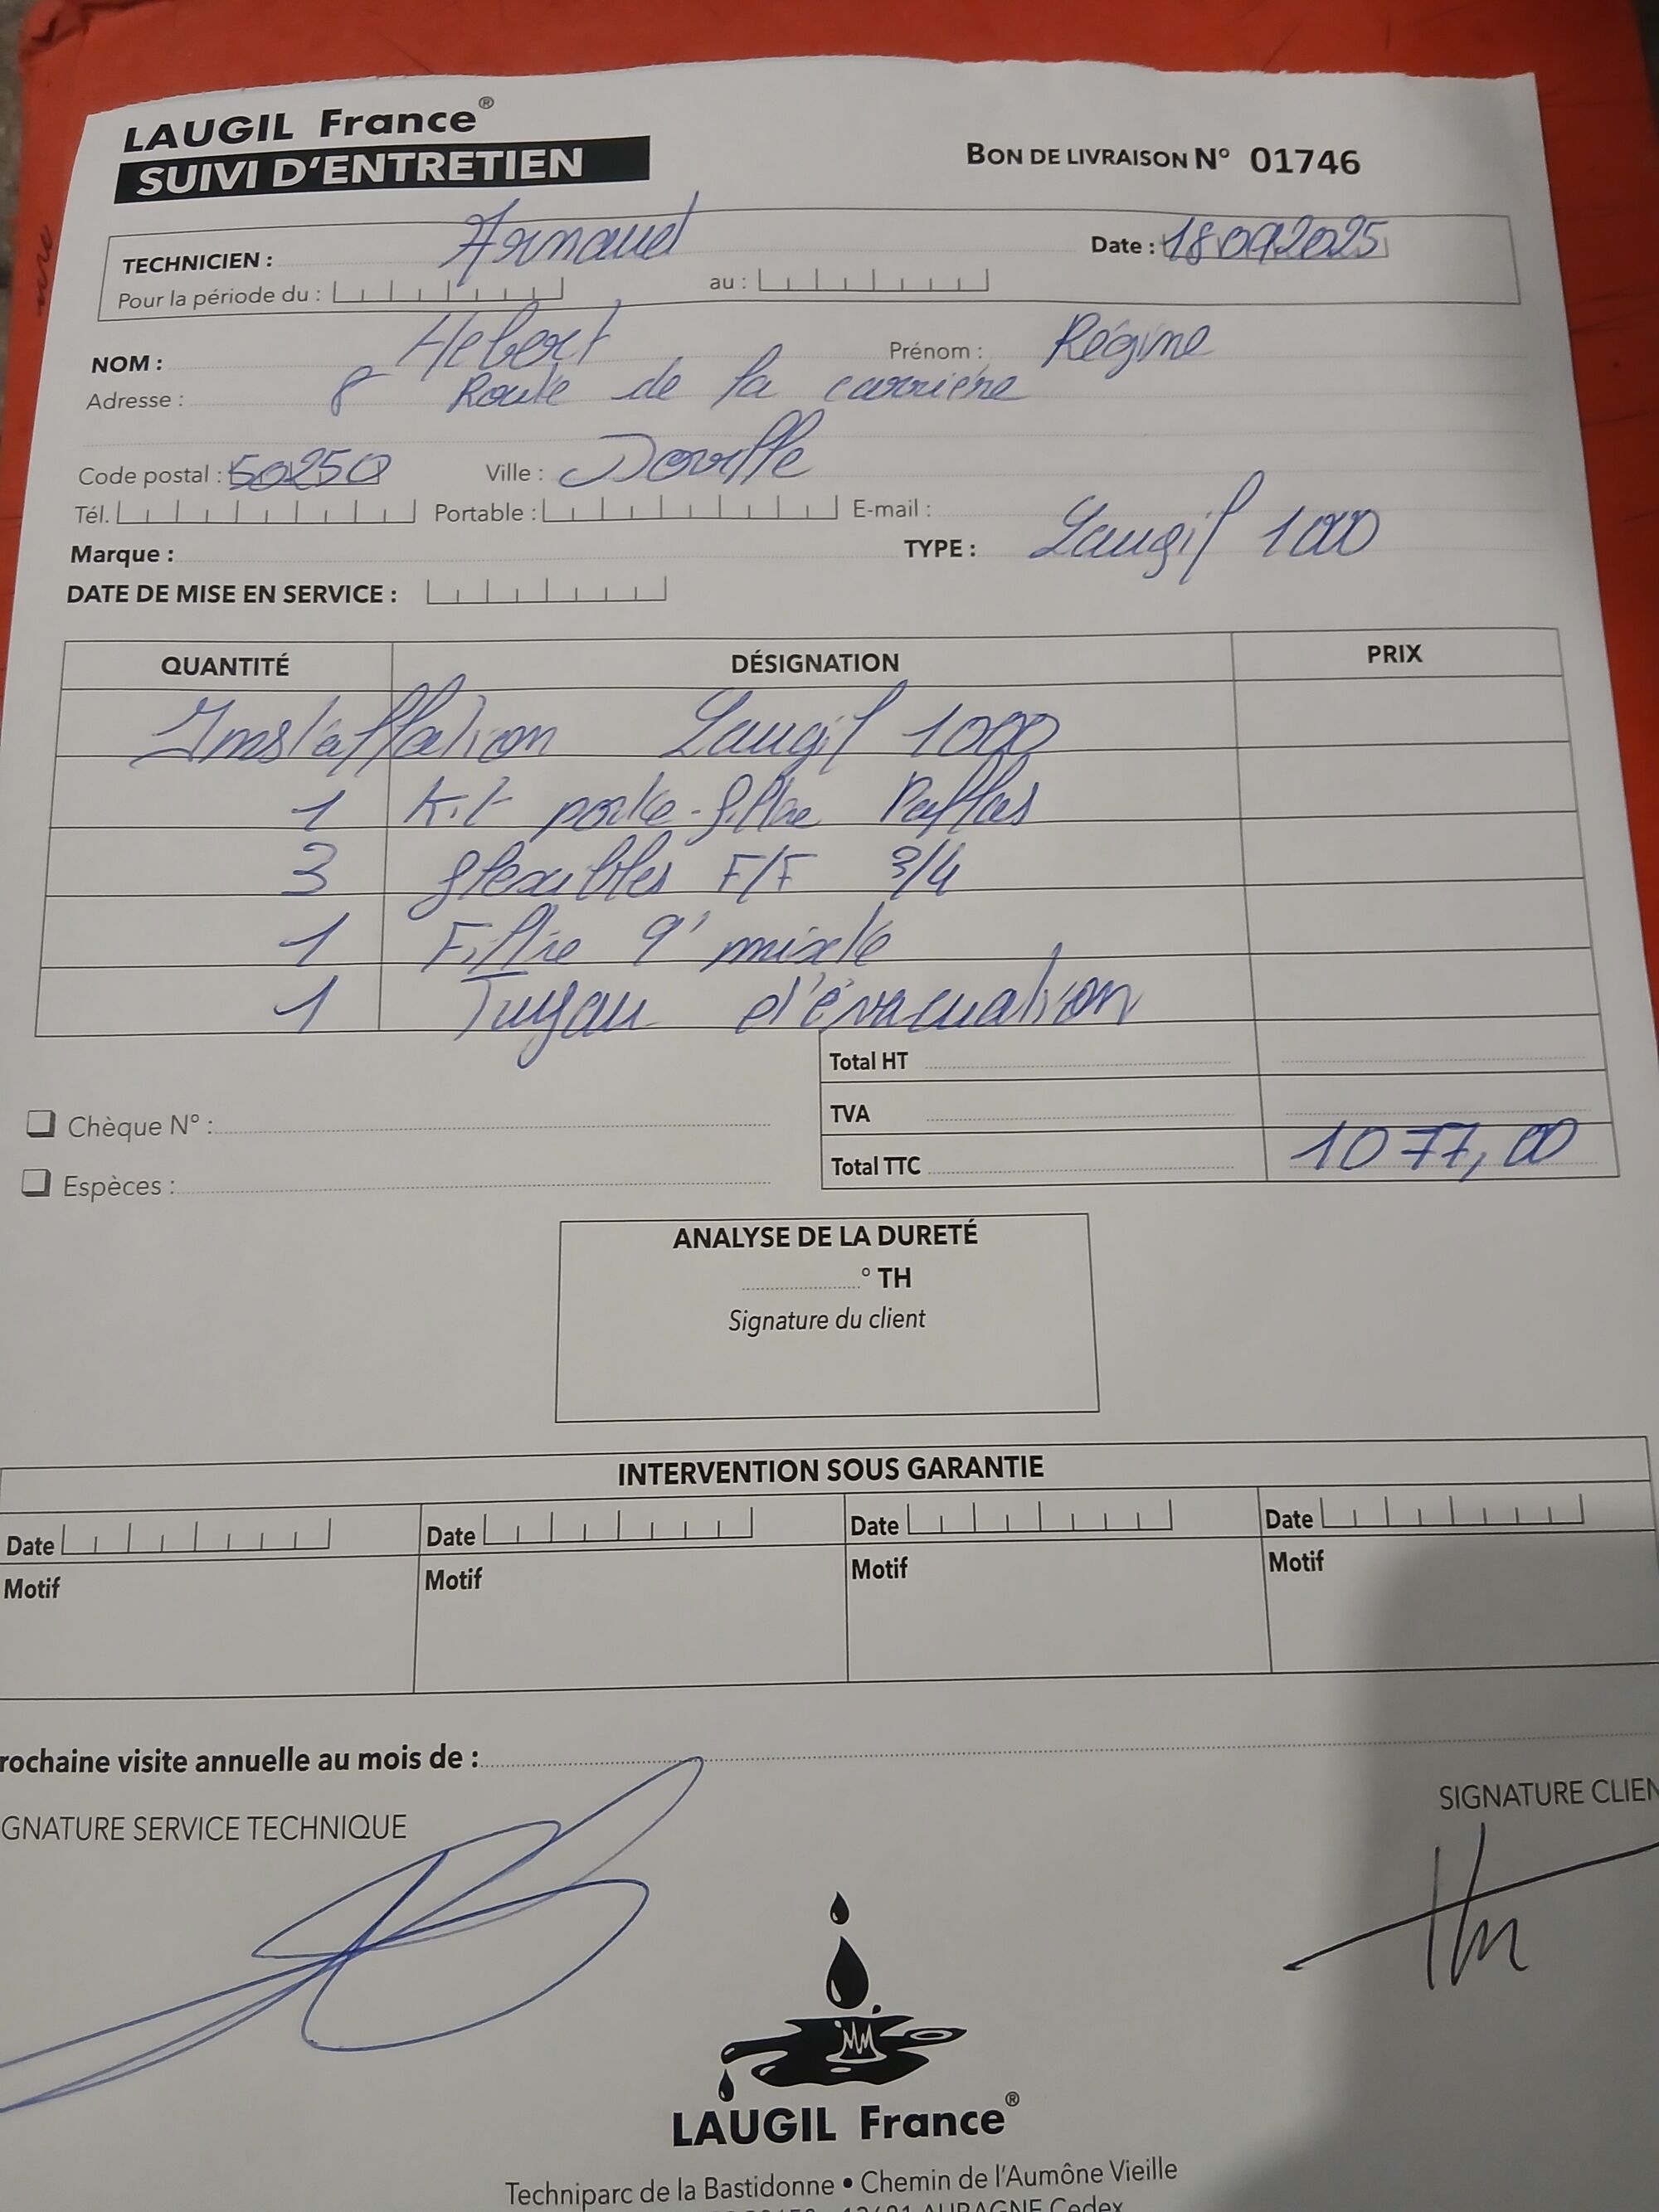 LAUGIL France®
SUIVI D'ENTRETIEN
BON DE LIVRAISON N° 01746
TECHNICIEN : Arnaud
Date : 18092025
Pour la période du : au :
NOM : Hebert Prénom : Régine
Adresse : 8 Route de la carrière
Code postal : 50250 Ville : Doville
Tél. Portable : E-mail :
Marque : TYPE : Laugil 1000
DATE DE MISE EN SERVICE :
QUANTITÉ DÉSIGNATION PRIX
Installation Laugil 1000
1 Kit porte-filtre
3 flexibles F/F 3/4
1 Filtre 9' mixte
1 Tuyau d'évacuation
Total HT
TVA
Total TTC 1077,00
Chèque N° :
Espèces :
ANALYSE DE LA DURETÉ
° TH
Signature du client
INTERVENTION SOUS GARANTIE
Date Date Date Date
Motif Motif Motif Motif
rochaine visite annuelle au mois de :
GNATURE SERVICE TECHNIQUE
SIGNATURE CLIEN
LAUGIL France®
Techniparc de la Bastidonne • Chemin de l'Aumône Vieille
AUBAGNE Cedex